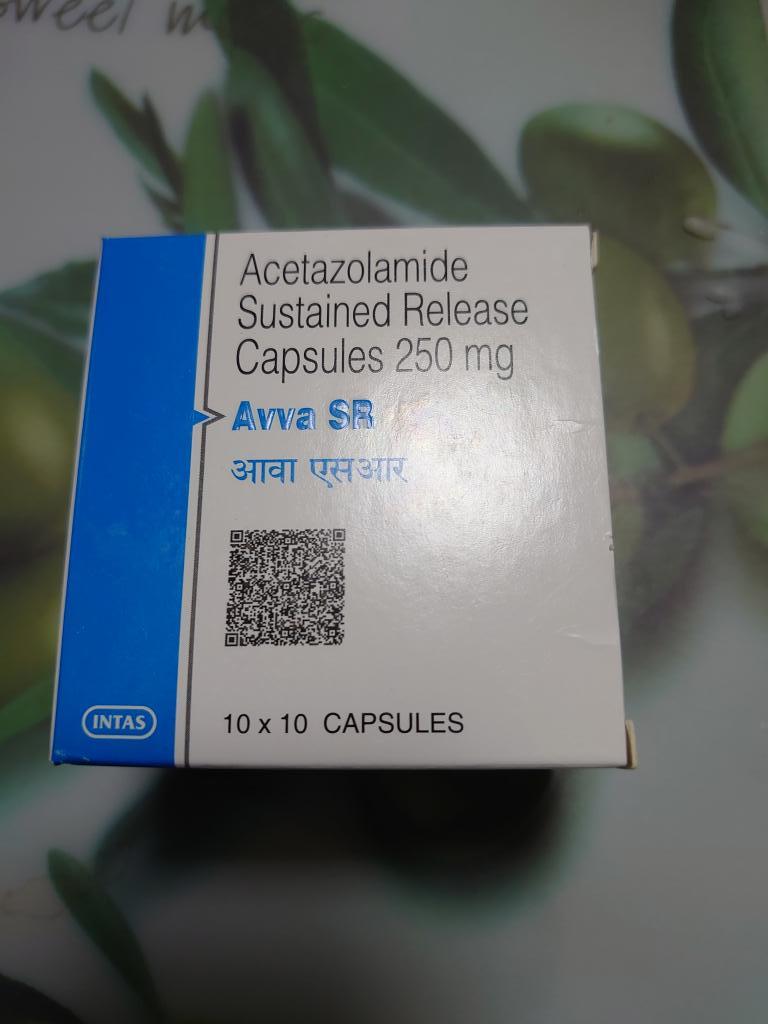 Acetazolamide
Sustained Release
Capsules 250 mg
Avva SR
आवा एसआर
INTAS
10 x 10 CAPSULES